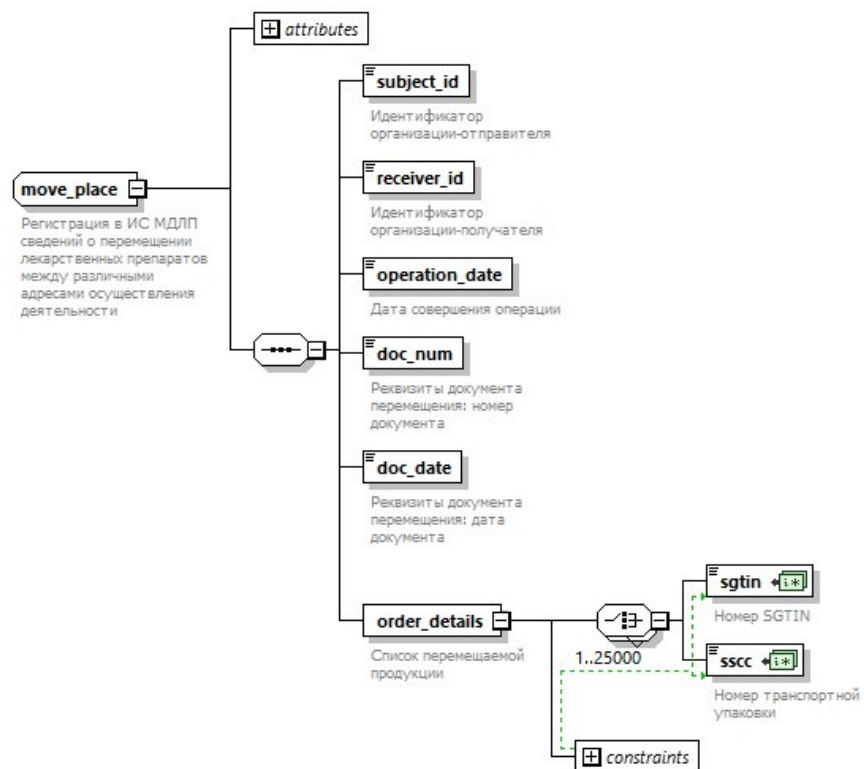 attributes
subject_id
Идентификатор
организации-отправителя
move_place
Регистрация в ИС МДЛП
сведений о перемещении
лекарственных препаратов
между различными
адресами осуществления
деятельности
receiver_id
Идентификатор
организации-получателя
operation_date
Дата совершения операции
doc_num
Реквизиты документа
перемещения: номер
документа
doc_date
Реквизиты документа
перемещения: дата
документа
order_details
Список перемещаемой
продукции
1..25000
sgtin
Номер SGTIN
sscc
Номер транспортной
упаковки
constraints